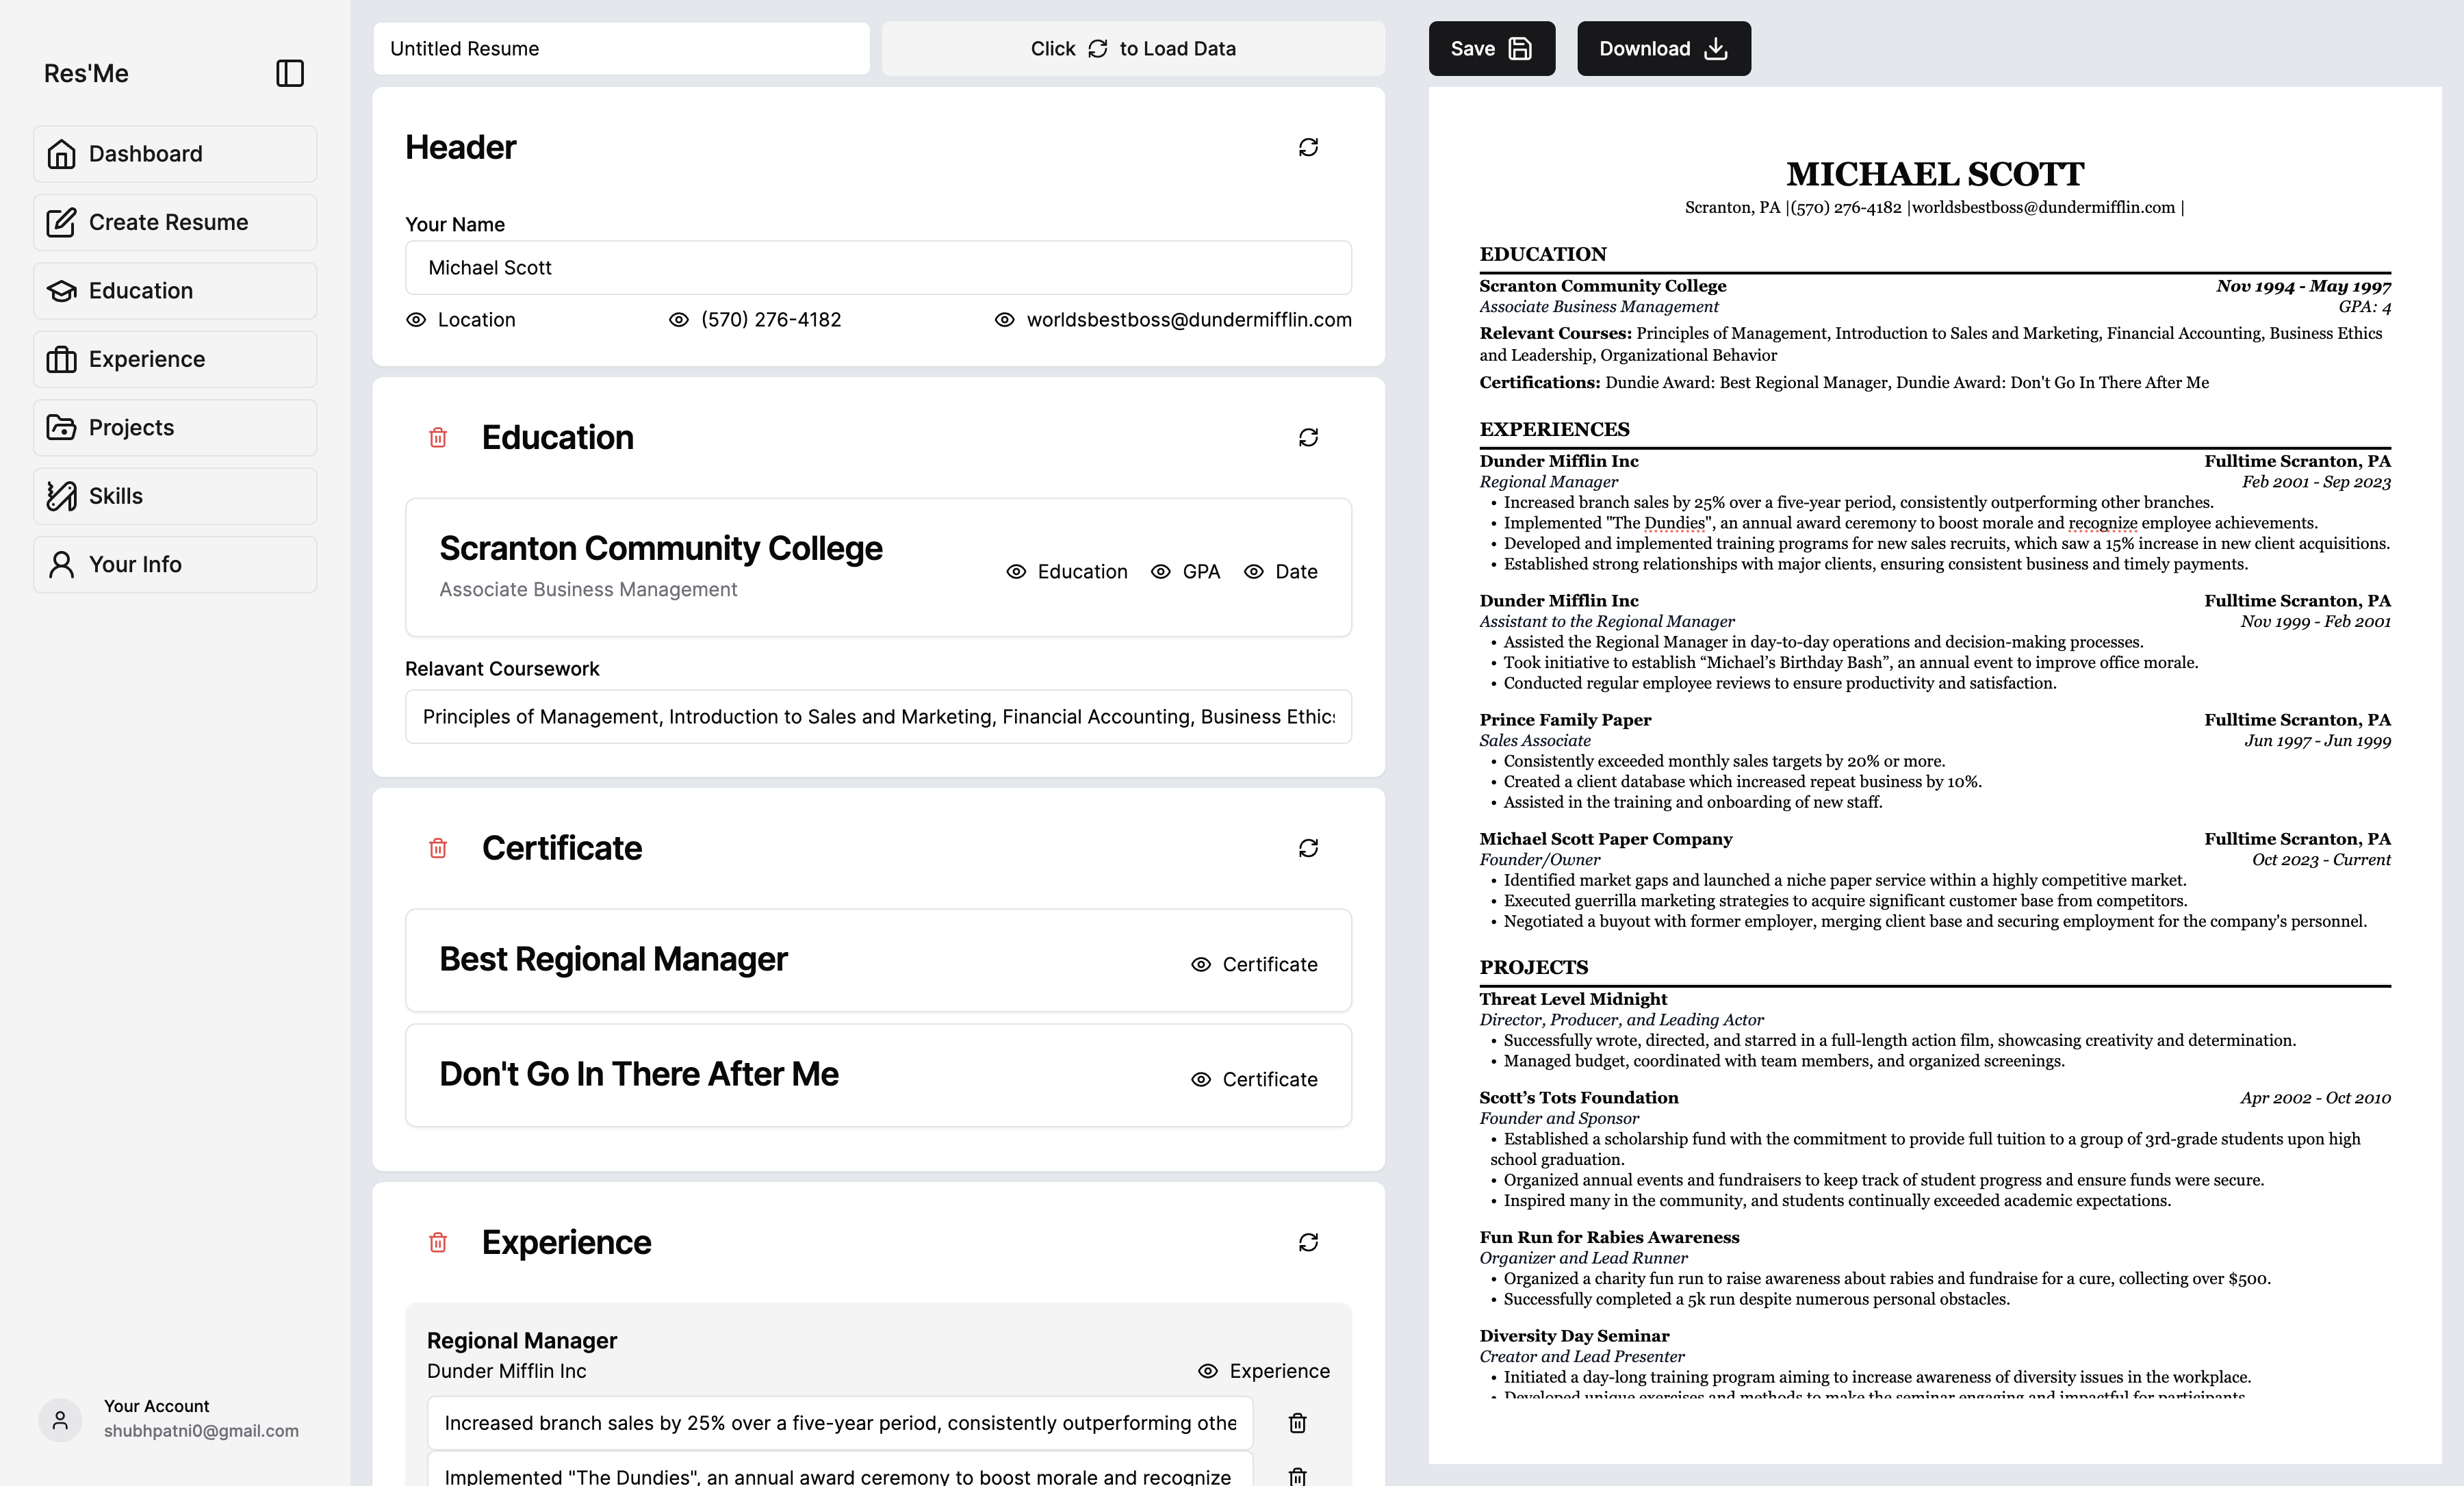 Res'Me
Dashboard
Create Resume
Education
Experience
Projects
Skills
Your Info
Your Account
shubhpatni0@gmail.com
Untitled Resume
Click to Load Data
Header
Your Name
Michael Scott
Location (570) 276-4182 worldsbestboss@dundermifflin.com
Education
Scranton Community College
Associate Business Management
Education GPA Date
Relavant Coursework
Principles of Management, Introduction to Sales and Marketing, Financial Accounting, Business Ethics
Certificate
Best Regional Manager
Certificate
Don't Go In There After Me
Certificate
Experience
Regional Manager
Dunder Mifflin Inc
Experience
Increased branch sales by 25% over a five-year period, consistently outperforming othe
Implemented "The Dundies", an annual award ceremony to boost morale and recognize
Save
Download
MICHAEL SCOTT
Scranton, PA |(570) 276-4182 |worldsbestboss@dundermifflin.com |
EDUCATION
Scranton Community College Nov 1994 - May 1997
Associate Business Management GPA: 4
Relevant Courses: Principles of Management, Introduction to Sales and Marketing, Financial Accounting, Business Ethics
and Leadership, Organizational Behavior
Certifications: Dundie Award: Best Regional Manager, Dundie Award: Don't Go In There After Me
EXPERIENCES
Dunder Mifflin Inc Fulltime Scranton, PA
Regional Manager Feb 2001 - Sep 2023
• Increased branch sales by 25% over a five-year period, consistently outperforming other branches.
• Implemented "The Dundies", an annual award ceremony to boost morale and recognize employee achievements.
• Developed and implemented training programs for new sales recruits, which saw a 15% increase in new client acquisitions.
• Established strong relationships with major clients, ensuring consistent business and timely payments.
Dunder Mifflin Inc Fulltime Scranton, PA
Assistant to the Regional Manager Nov 1999 - Feb 2001
• Assisted the Regional Manager in day-to-day operations and decision-making processes.
• Took initiative to establish “Michael’s Birthday Bash”, an annual event to improve office morale.
• Conducted regular employee reviews to ensure productivity and satisfaction.
Prince Family Paper Fulltime Scranton, PA
Sales Associate Jun 1997 - Jun 1999
• Consistently exceeded monthly sales targets by 20% or more.
• Created a client database which increased repeat business by 10%.
• Assisted in the training and onboarding of new staff.
Michael Scott Paper Company Fulltime Scranton, PA
Founder/Owner Oct 2023 - Current
• Identified market gaps and launched a niche paper service within a highly competitive market.
• Executed guerrilla marketing strategies to acquire significant customer base from competitors.
• Negotiated a buyout with former employer, merging client base and securing employment for the company's personnel.
PROJECTS
Threat Level Midnight
Director, Producer, and Leading Actor
• Successfully wrote, directed, and starred in a full-length action film, showcasing creativity and determination.
• Managed budget, coordinated with team members, and organized screenings.
Scott’s Tots Foundation Apr 2002 - Oct 2010
Founder and Sponsor
• Established a scholarship fund with the commitment to provide full tuition to a group of 3rd-grade students upon high
school graduation.
• Organized annual events and fundraisers to keep track of student progress and ensure funds were secure.
• Inspired many in the community, and students continually exceeded academic expectations.
Fun Run for Rabies Awareness
Organizer and Lead Runner
• Organized a charity fun run to raise awareness about rabies and fundraise for a cure, collecting over $500.
• Successfully completed a 5k run despite numerous personal obstacles.
Diversity Day Seminar
Creator and Lead Presenter
• Initiated a day-long training program aiming to increase awareness of diversity issues in the workplace.
• Developed unique exercises and methods to make the seminar engaging and impactful for participants.